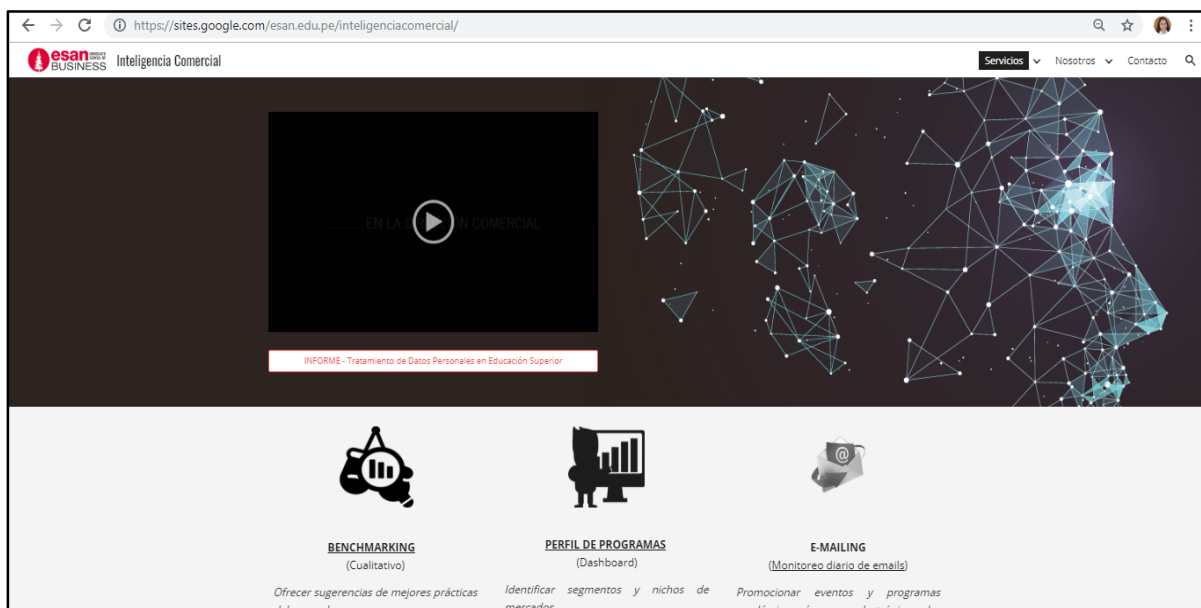 https://sites.google.com/esan.edu.pe/inteligenciacomercial/
esan
BUSINESS
Inteligencia Comercial
Servicios
Nosotros
Contacto
EN LA COMERCIAL
INFORME - Tratamiento de Datos Personales en Educación Superior
@
BENCHMARKING
(Cualitativo)
Ofrecer sugerencias de mejores prácticas
PERFIL DE PROGRAMAS
(Dashboard)
Identificar segmentos y nichos de
mercados
E-MAILING
(Monitoreo diario de emails)
Promocionar eventos y programas